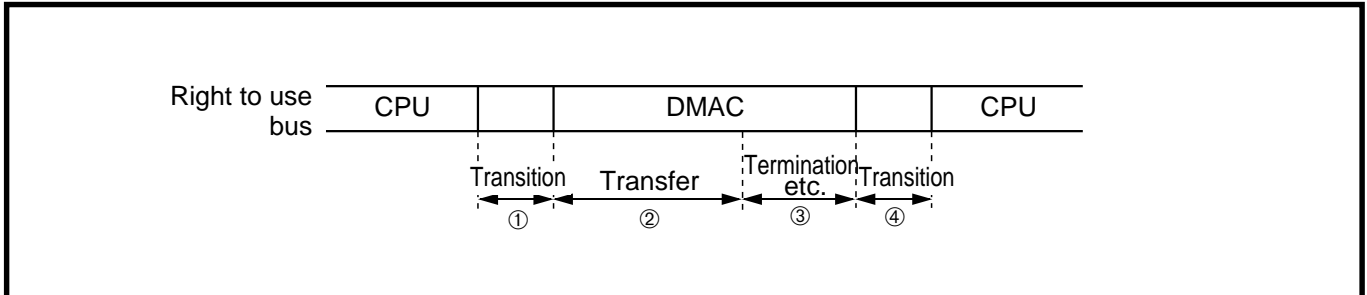 Right to use
bus
CPU
DMAC
CPU
Transition
Transfer
Termination
etc.
Transition
①
②
③
④